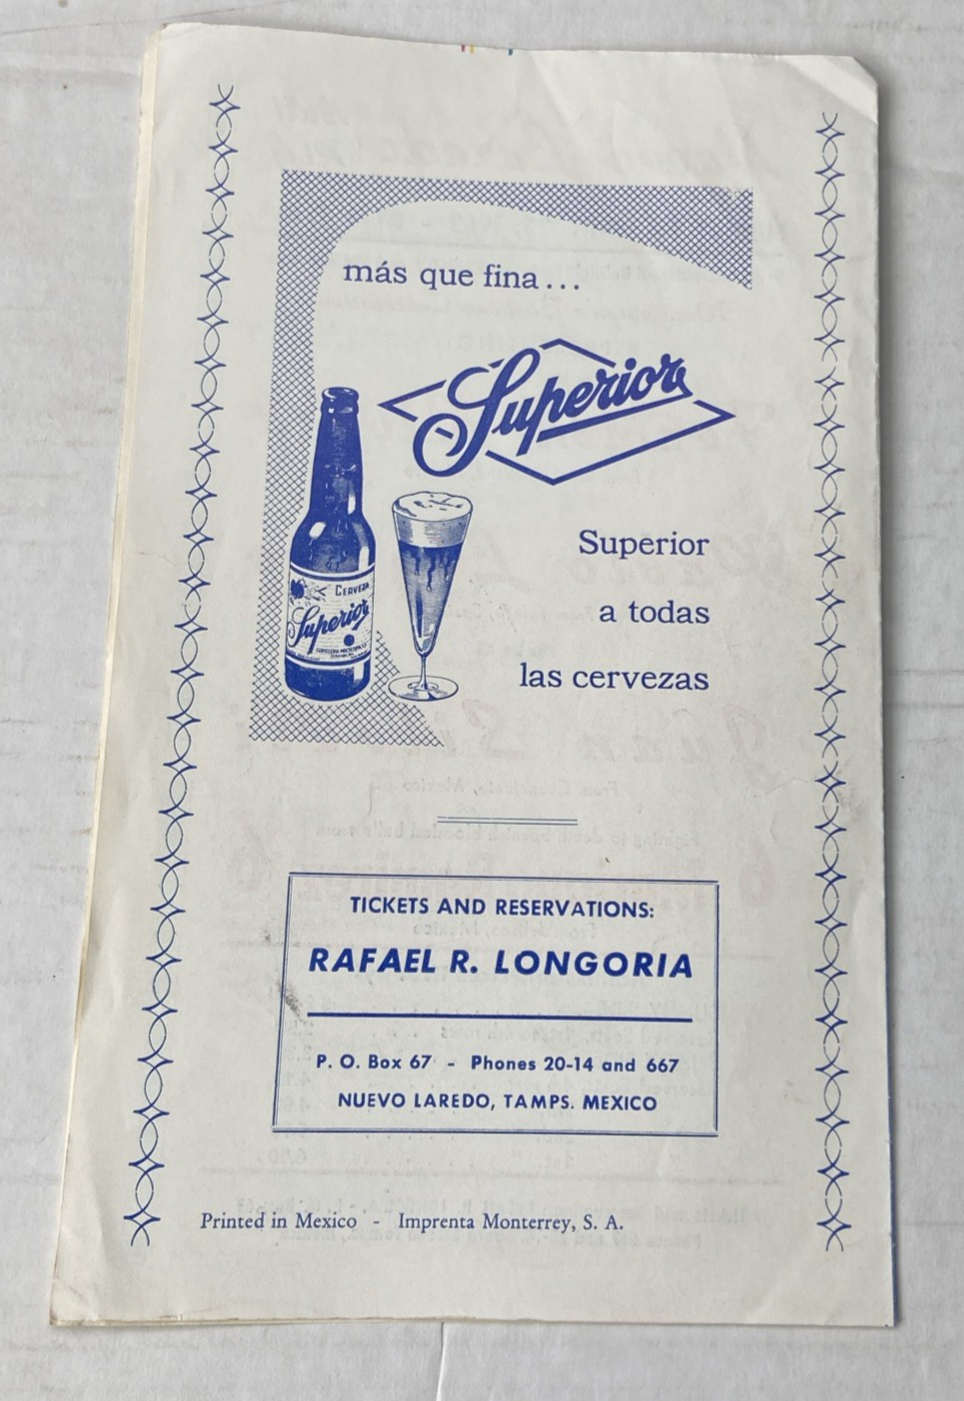 más que fina...
Superior
CERVEZA
Superior
Superior
a todas
las cervezas
TICKETS AND RESERVATIONS:
RAFAEL R. LONGORIA
P. O. Box 67 - Phones 20-14 and 667
NUEVO LAREDO, TAMPS. MEXICO
Printed in Mexico - Imprenta Monterrey, S. A.